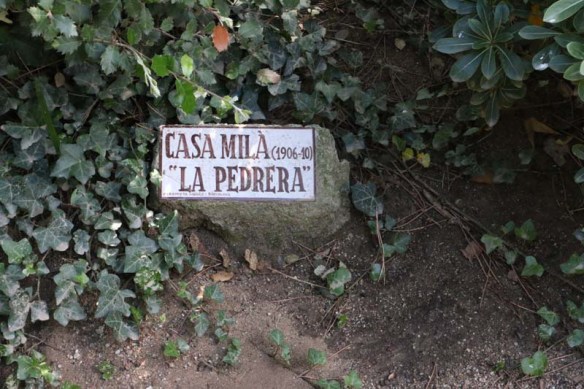 CASA MILÀ (1906-10)
"LA PEDRERA"